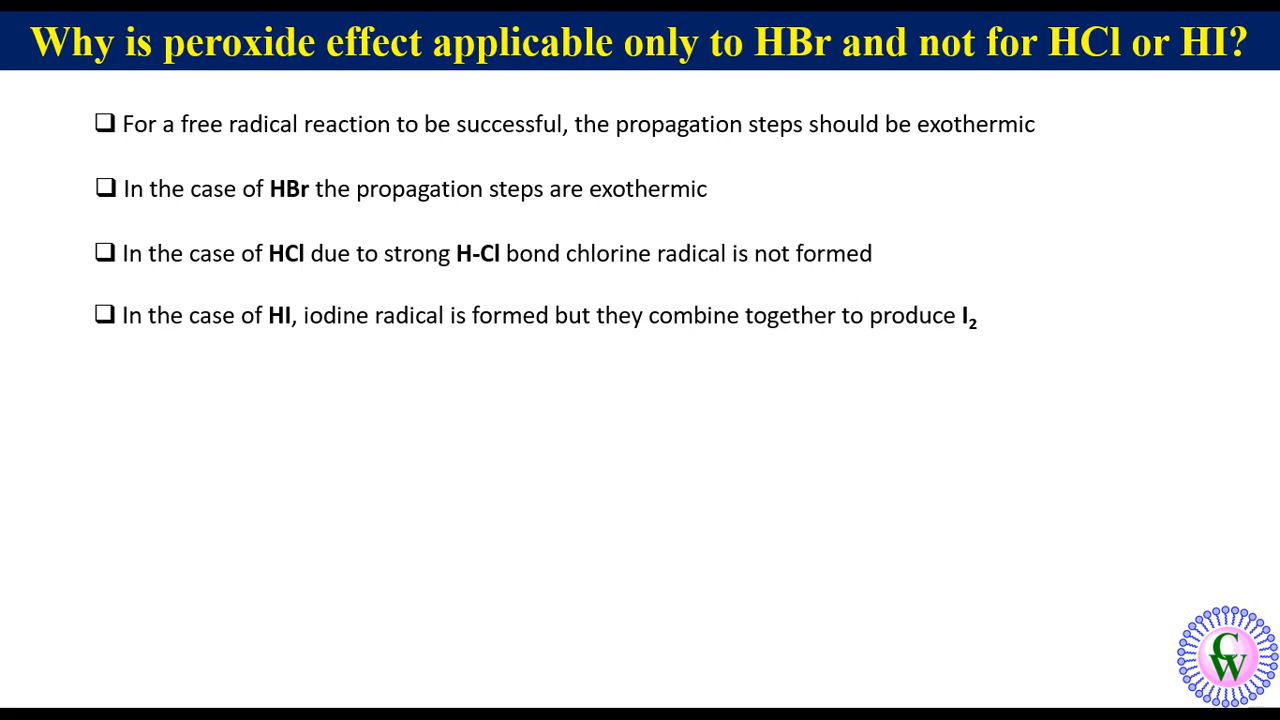 Why is peroxide effect applicable only to HBr and not for HCl or HI?
❑ For a free radical reaction to be successful, the propagation steps should be exothermic
❑ In the case of HBr the propagation steps are exothermic
❑ In the case of HCl due to strong H-Cl bond chlorine radical is not formed
❑ In the case of HI, iodine radical is formed but they combine together to produce I₂
CW